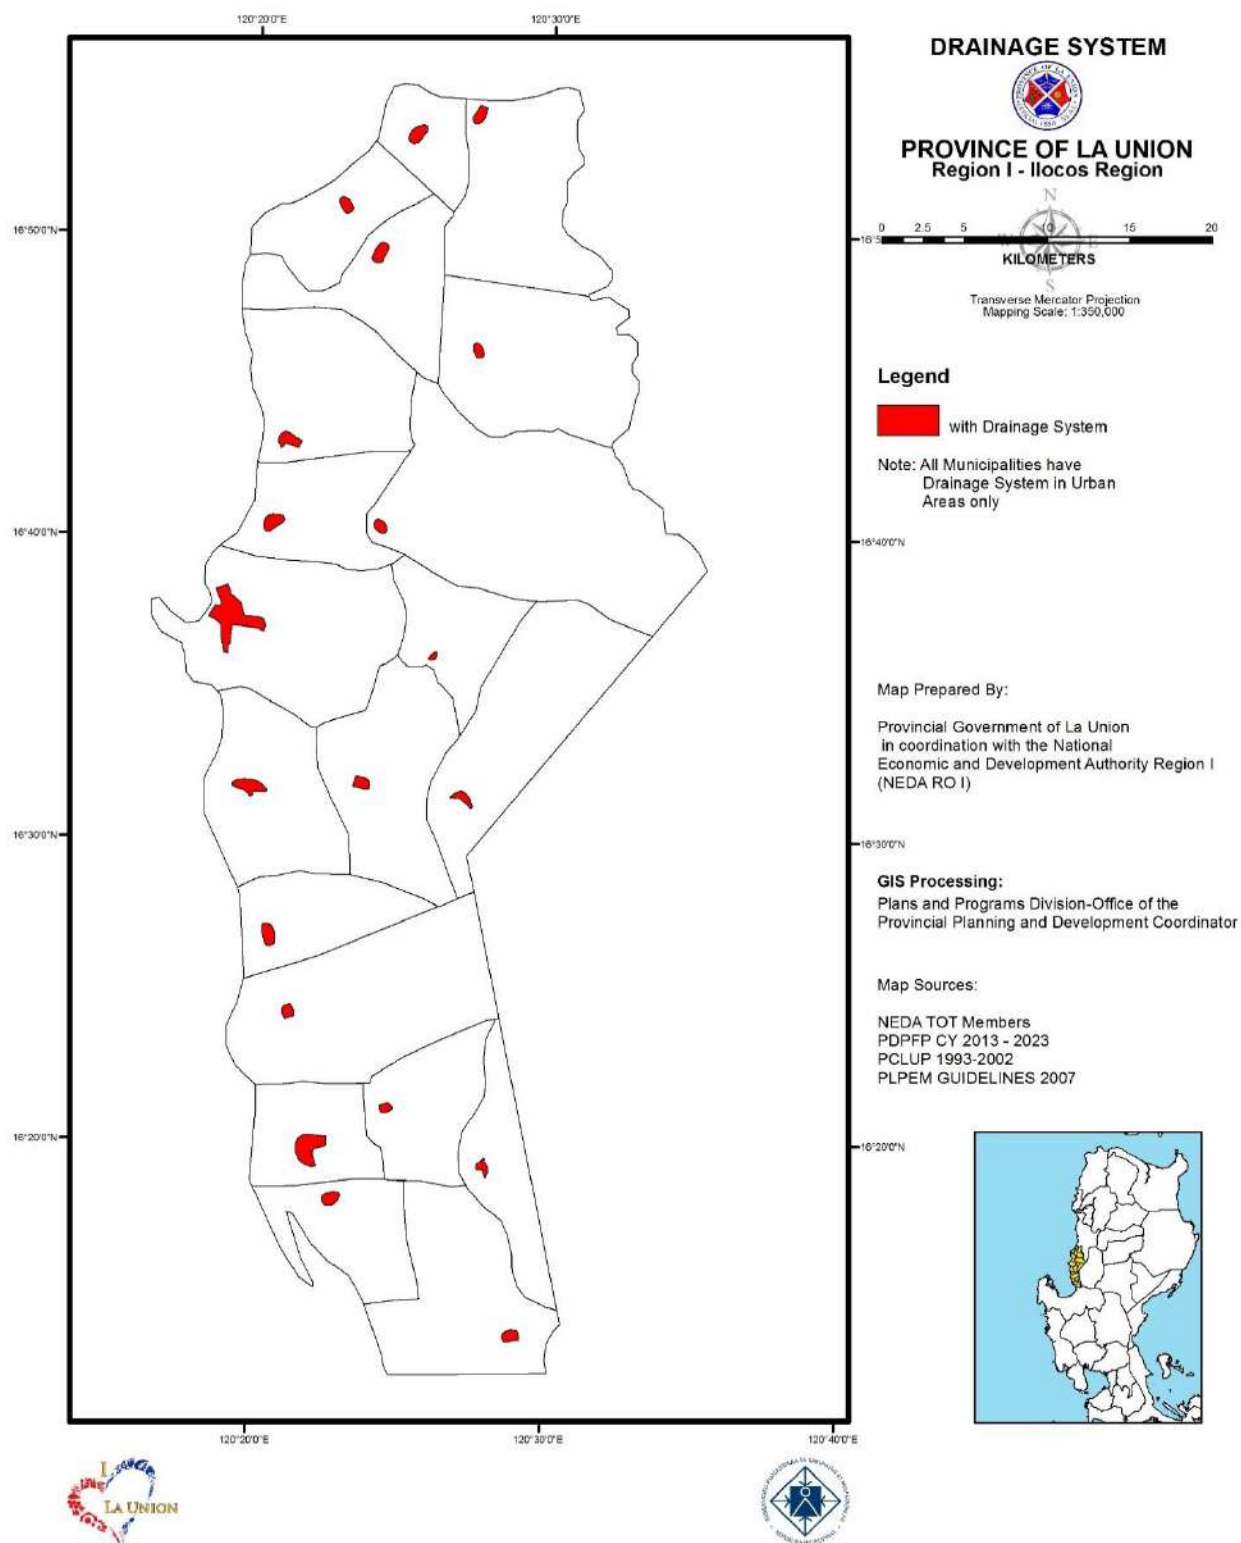 120°20'0"E
120°30'0"E
DRAINAGE SYSTEM
PROVINCE OF LA UNION
Region I - Ilocos Region
N
16°50'0"N
0 2.5 5 10 15 20
E
KILOMETERS
S
Transverse Mercator Projection
Mapping Scale: 1:350,000
Legend
with Drainage System
Note: All Municipalities have
Drainage System in Urban
Areas only
16°40'0"N
16°40'0"N
Map Prepared By:
Provincial Government of La Union
in coordination with the National
Economic and Development Authority Region I
(NEDA RO I)
16°30'0"N
16°30'0"N
GIS Processing:
Plans and Programs Division-Office of the
Provincial Planning and Development Coordinator
Map Sources:
NEDA TOT Members
PDPFP CY 2013 - 2023
PCLUP 1993-2002
PLPEM GUIDELINES 2007
16°20'0"N
16°20'0"N
120°20'0"E
120°30'0"E
120°40'0"E
I
LA UNION